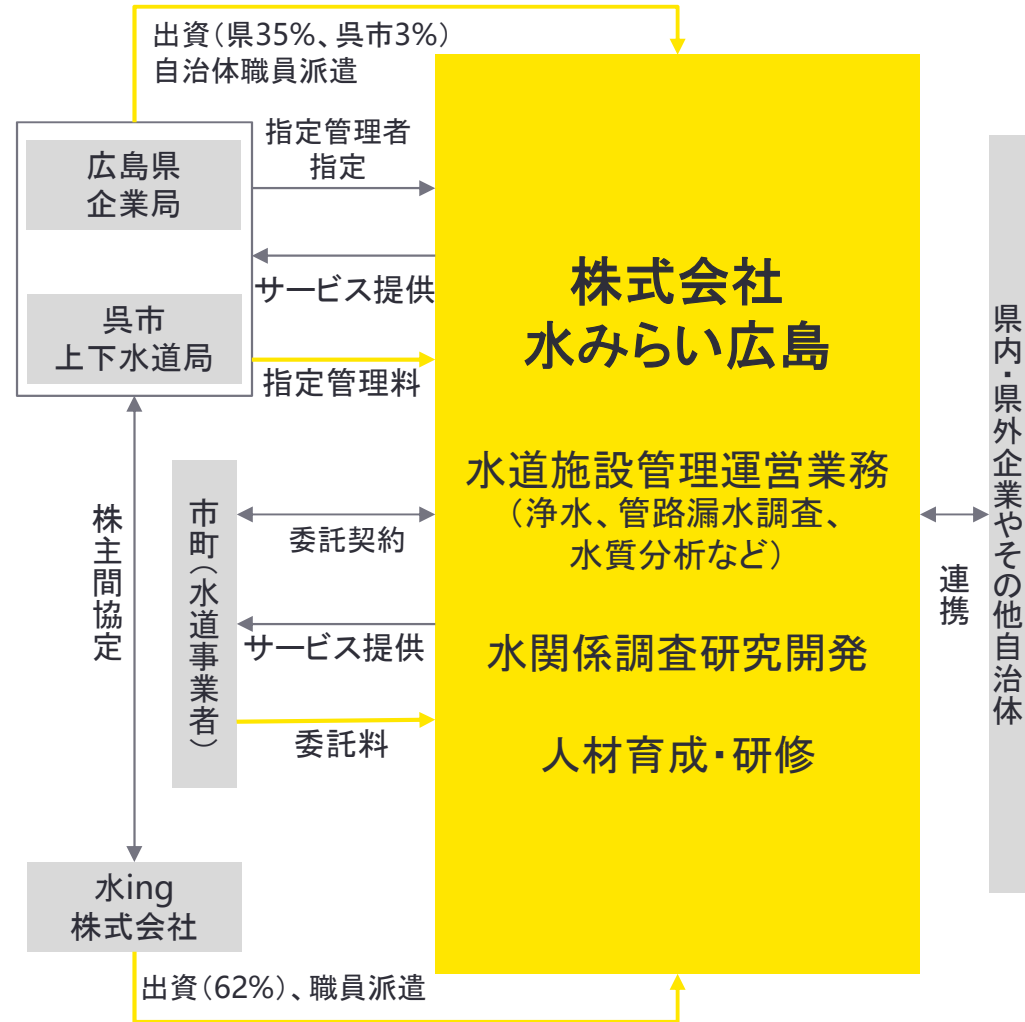 出資（県35%、呉市3%）
自治体職員派遣
広島県
企業局
指定管理者
指定
サービス提供
呉市
上下水道局
指定管理料
株主間協定
市町（水道事業者）
委託契約
サービス提供
委託料
水ing
株式会社
出資（62%）、職員派遣
株式会社
水みらい広島
水道施設管理運営業務
（浄水、管路漏水調査、
水質分析など）
水関係調査研究開発
人材育成・研修
連携
県内・県外企業やその他自治体